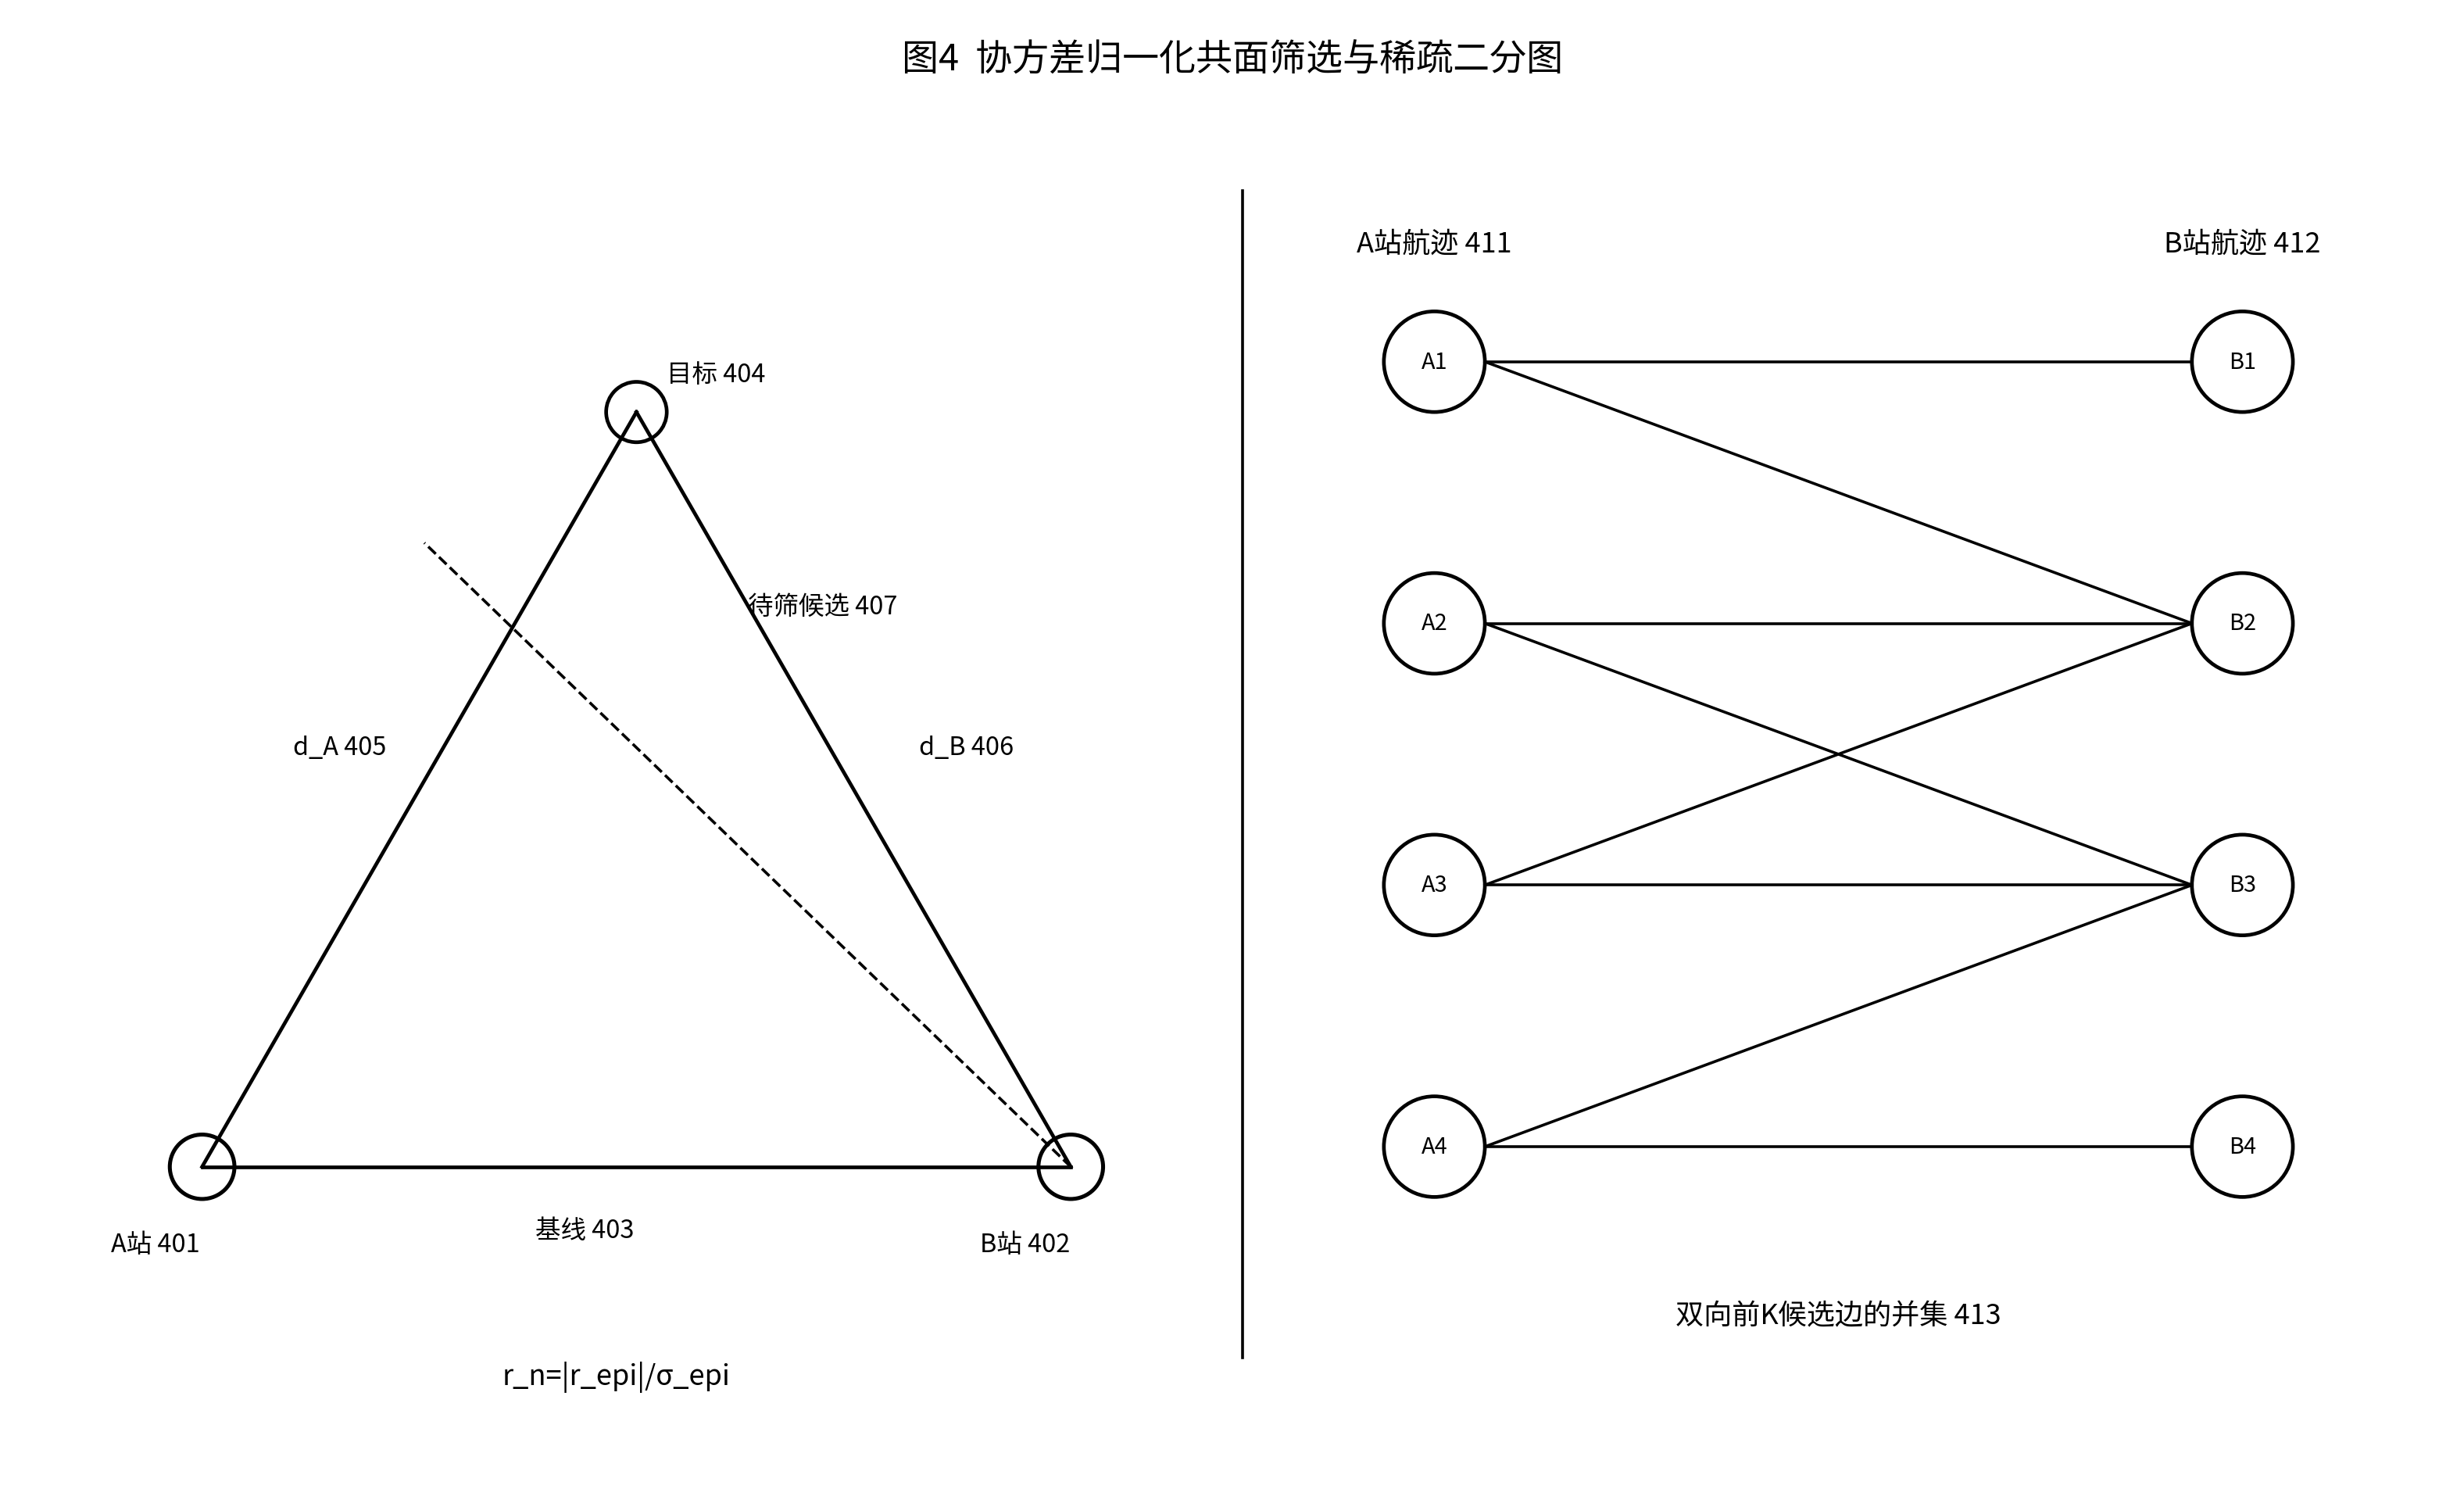 图4 协方差归一化共面筛选与稀疏二分图
目标 404
待筛候选 407
d_A 405
d_B 406
A站 401
基线 403
B站 402
r_n=|r_epi|/σ_epi
A站航迹 411
B站航迹 412
A1
B1
A2
B2
A3
B3
A4
B4
双向前K候选边的并集 413